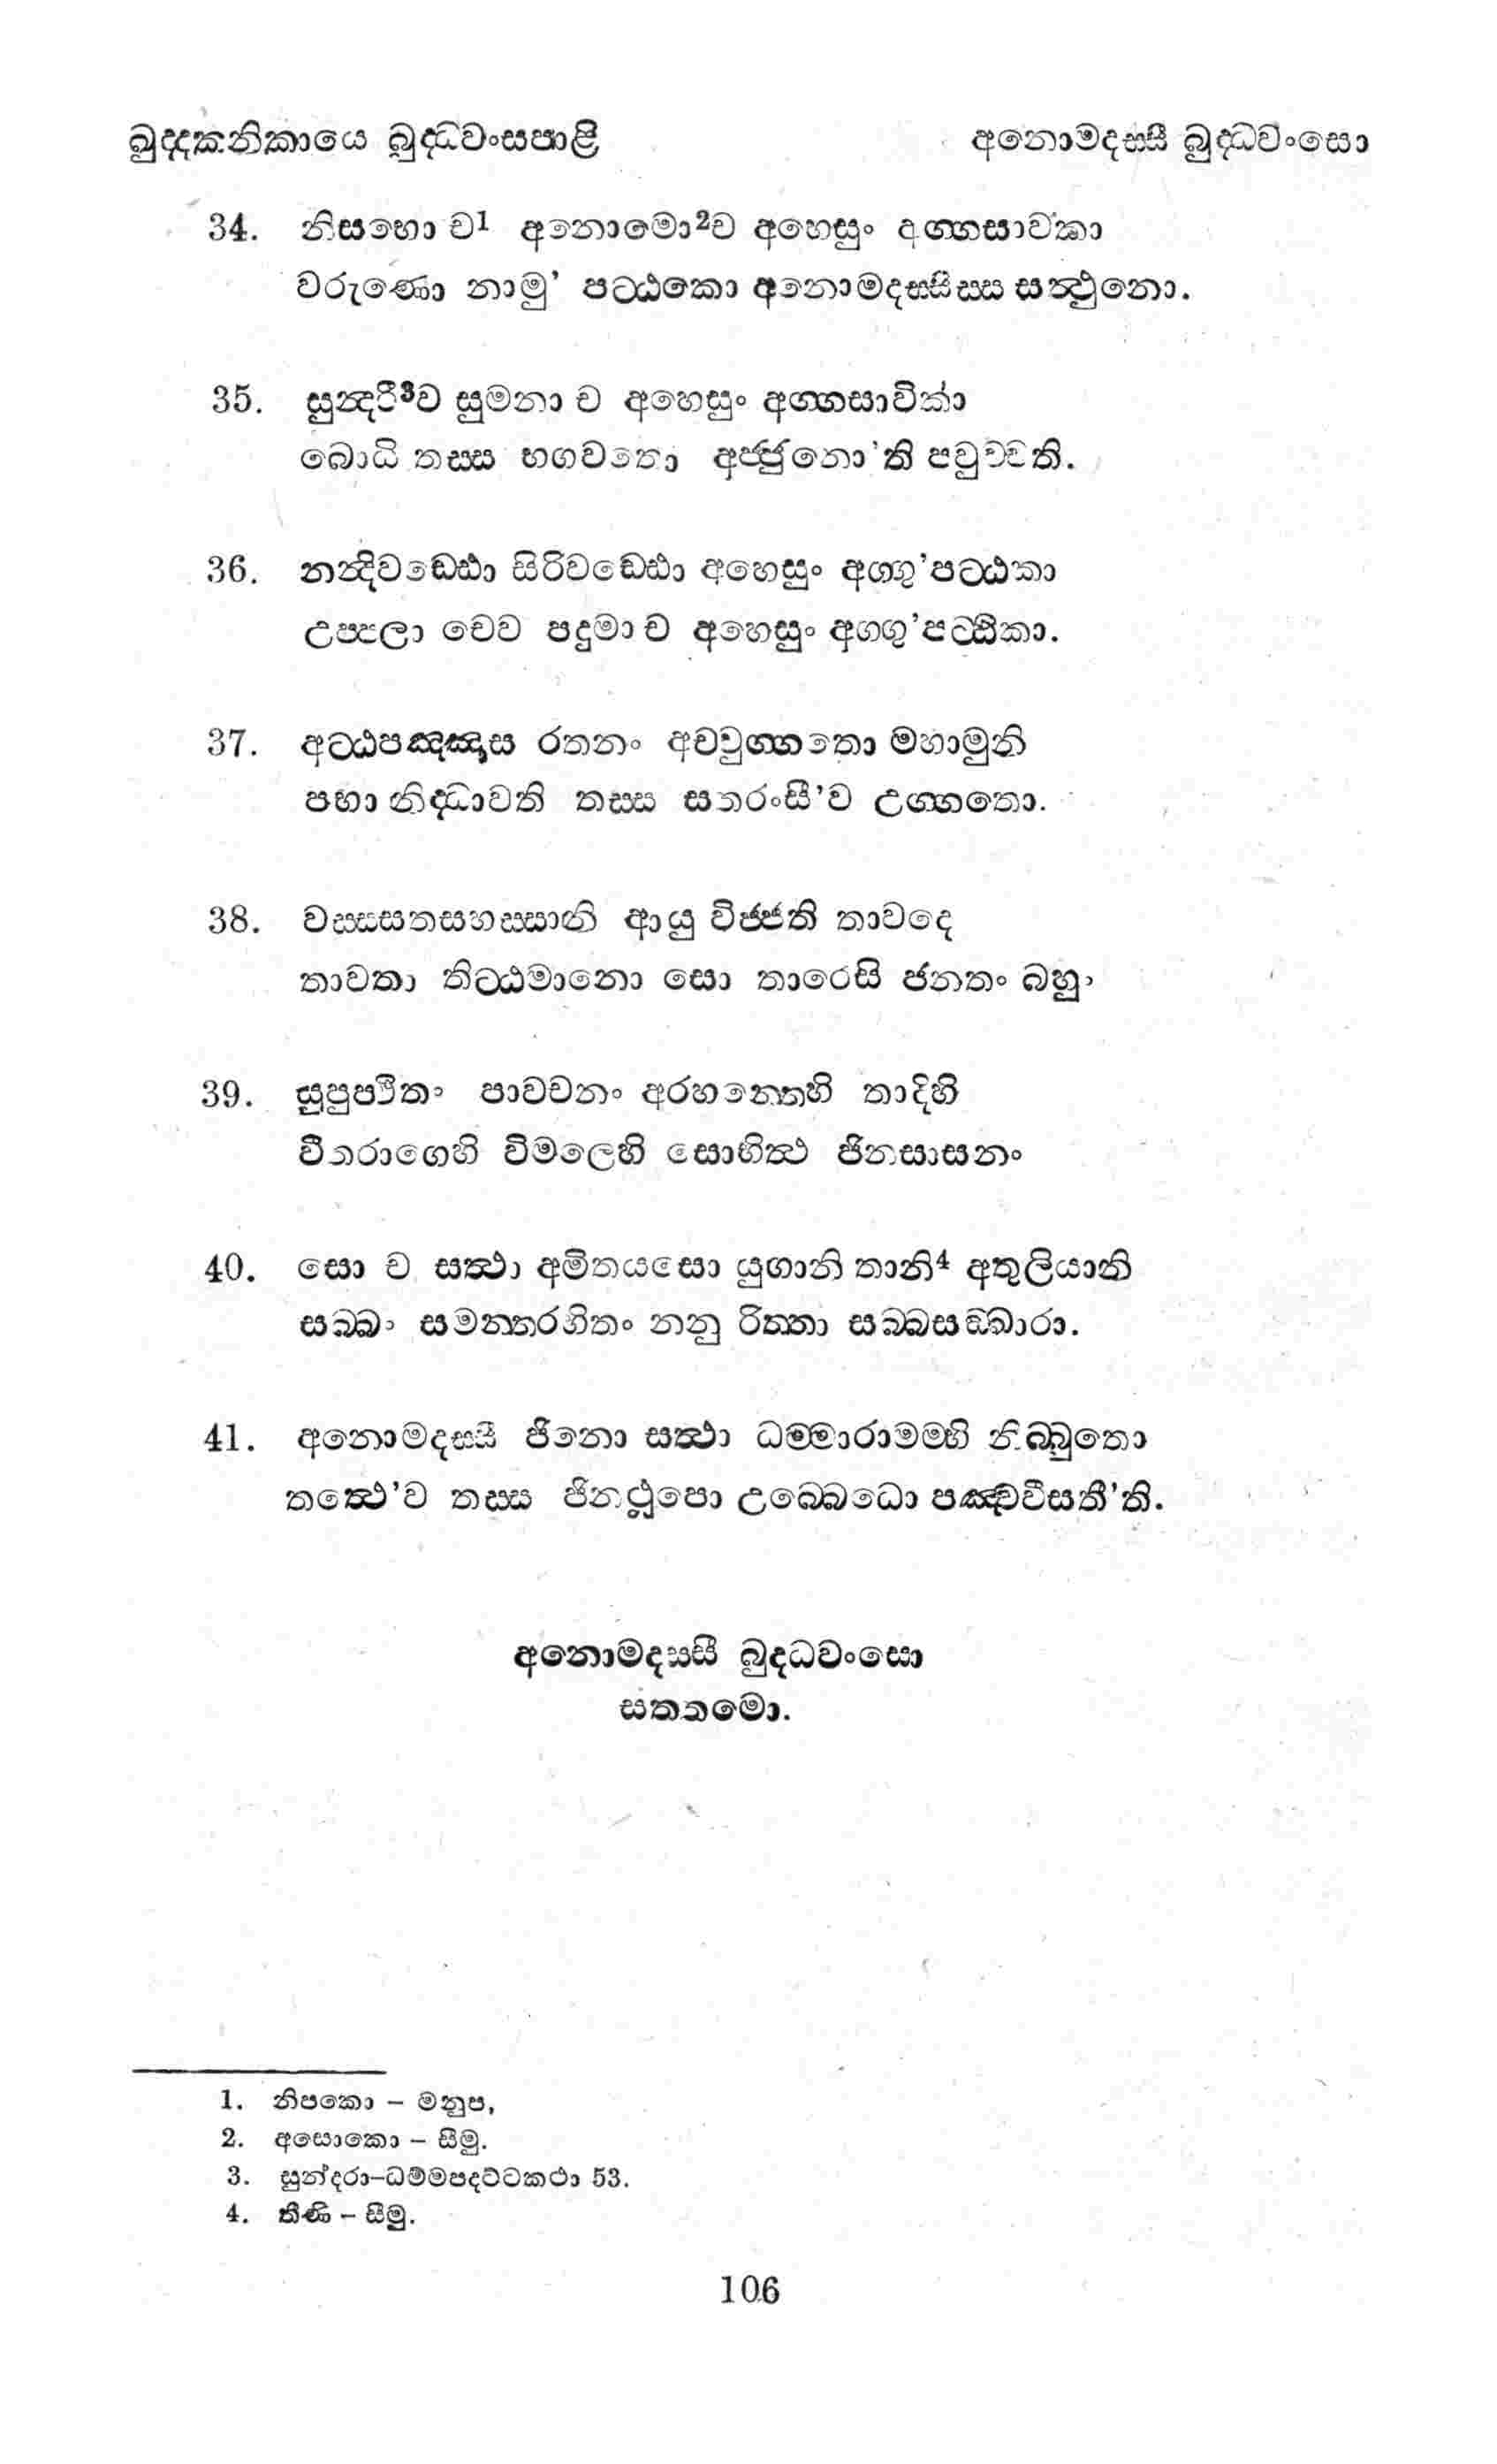 ඛුද්දකනිකායෙ බුද්ධවංසපාළි අනොමදස්සී බුද්ධවංසො
34. නිසභො ච1 අනොමො2ච අහෙසුං අග්ගසාවකා
වරුණො නාමු' පට්ඨකො අනොමදස්සීස්ස සත්ථුනො.
35. සුන්දරී3ච සුමනා ච අහෙසුං අග්ගසාවිකා
බොධි තස්ස භගවතො අජ්ජුනො'ති පවුච්චති.
36. නන්දිවඩ්ඪො සිරිවඩ්ඪො අහෙසුං අග්ගු'පට්ඨකා
උප්පලා චෙව පදුමා ච අහෙසුං අග්ගු'පට්ඨිකා.
37. අට්ඨපඤ්ඤාස රතනං අච්චුග්ගතො මහාමුනි
පභා නිද්ධාවති තස්ස සතරංසී'ව උග්ගතො.
38. වස්සසතසහස්සානි ආයු විජ්ජති තාවදෙ
තාවතා තිට්ඨමානො සො තාරෙසි ජනතං බහුං
39. සුපුප්ඵිතං පාවචනං අරහන්තෙහි තාදිහි
වීතරාගෙහි විමලෙහි සොභිත්ථ ජිනසාසනං
40. සො ච සත්ථා අමිතයසො යුගානි තානි4 අතුලියානි
සබ්බං සමන්තරහිතං නනු රිත්තා සබ්බසඞ්ඛාරා.
41. අනොමදස්සී ජිනො සත්ථා ධම්මාරාමම්හි නිබ්බුතො
තත්ථෙ'ව තස්ස ජිනථූපො උබ්බෙධො පඤ්චවීසතී'ති.
අනොමදස්සී බුද්ධවංසො
සත්තමො.
1. නිපකො – මනුප,
2. අසොකො – සීමු.
3. සුන්දරා–ධම්මපදට්ටකථා 53.
4. තීණි – සීමු.
106